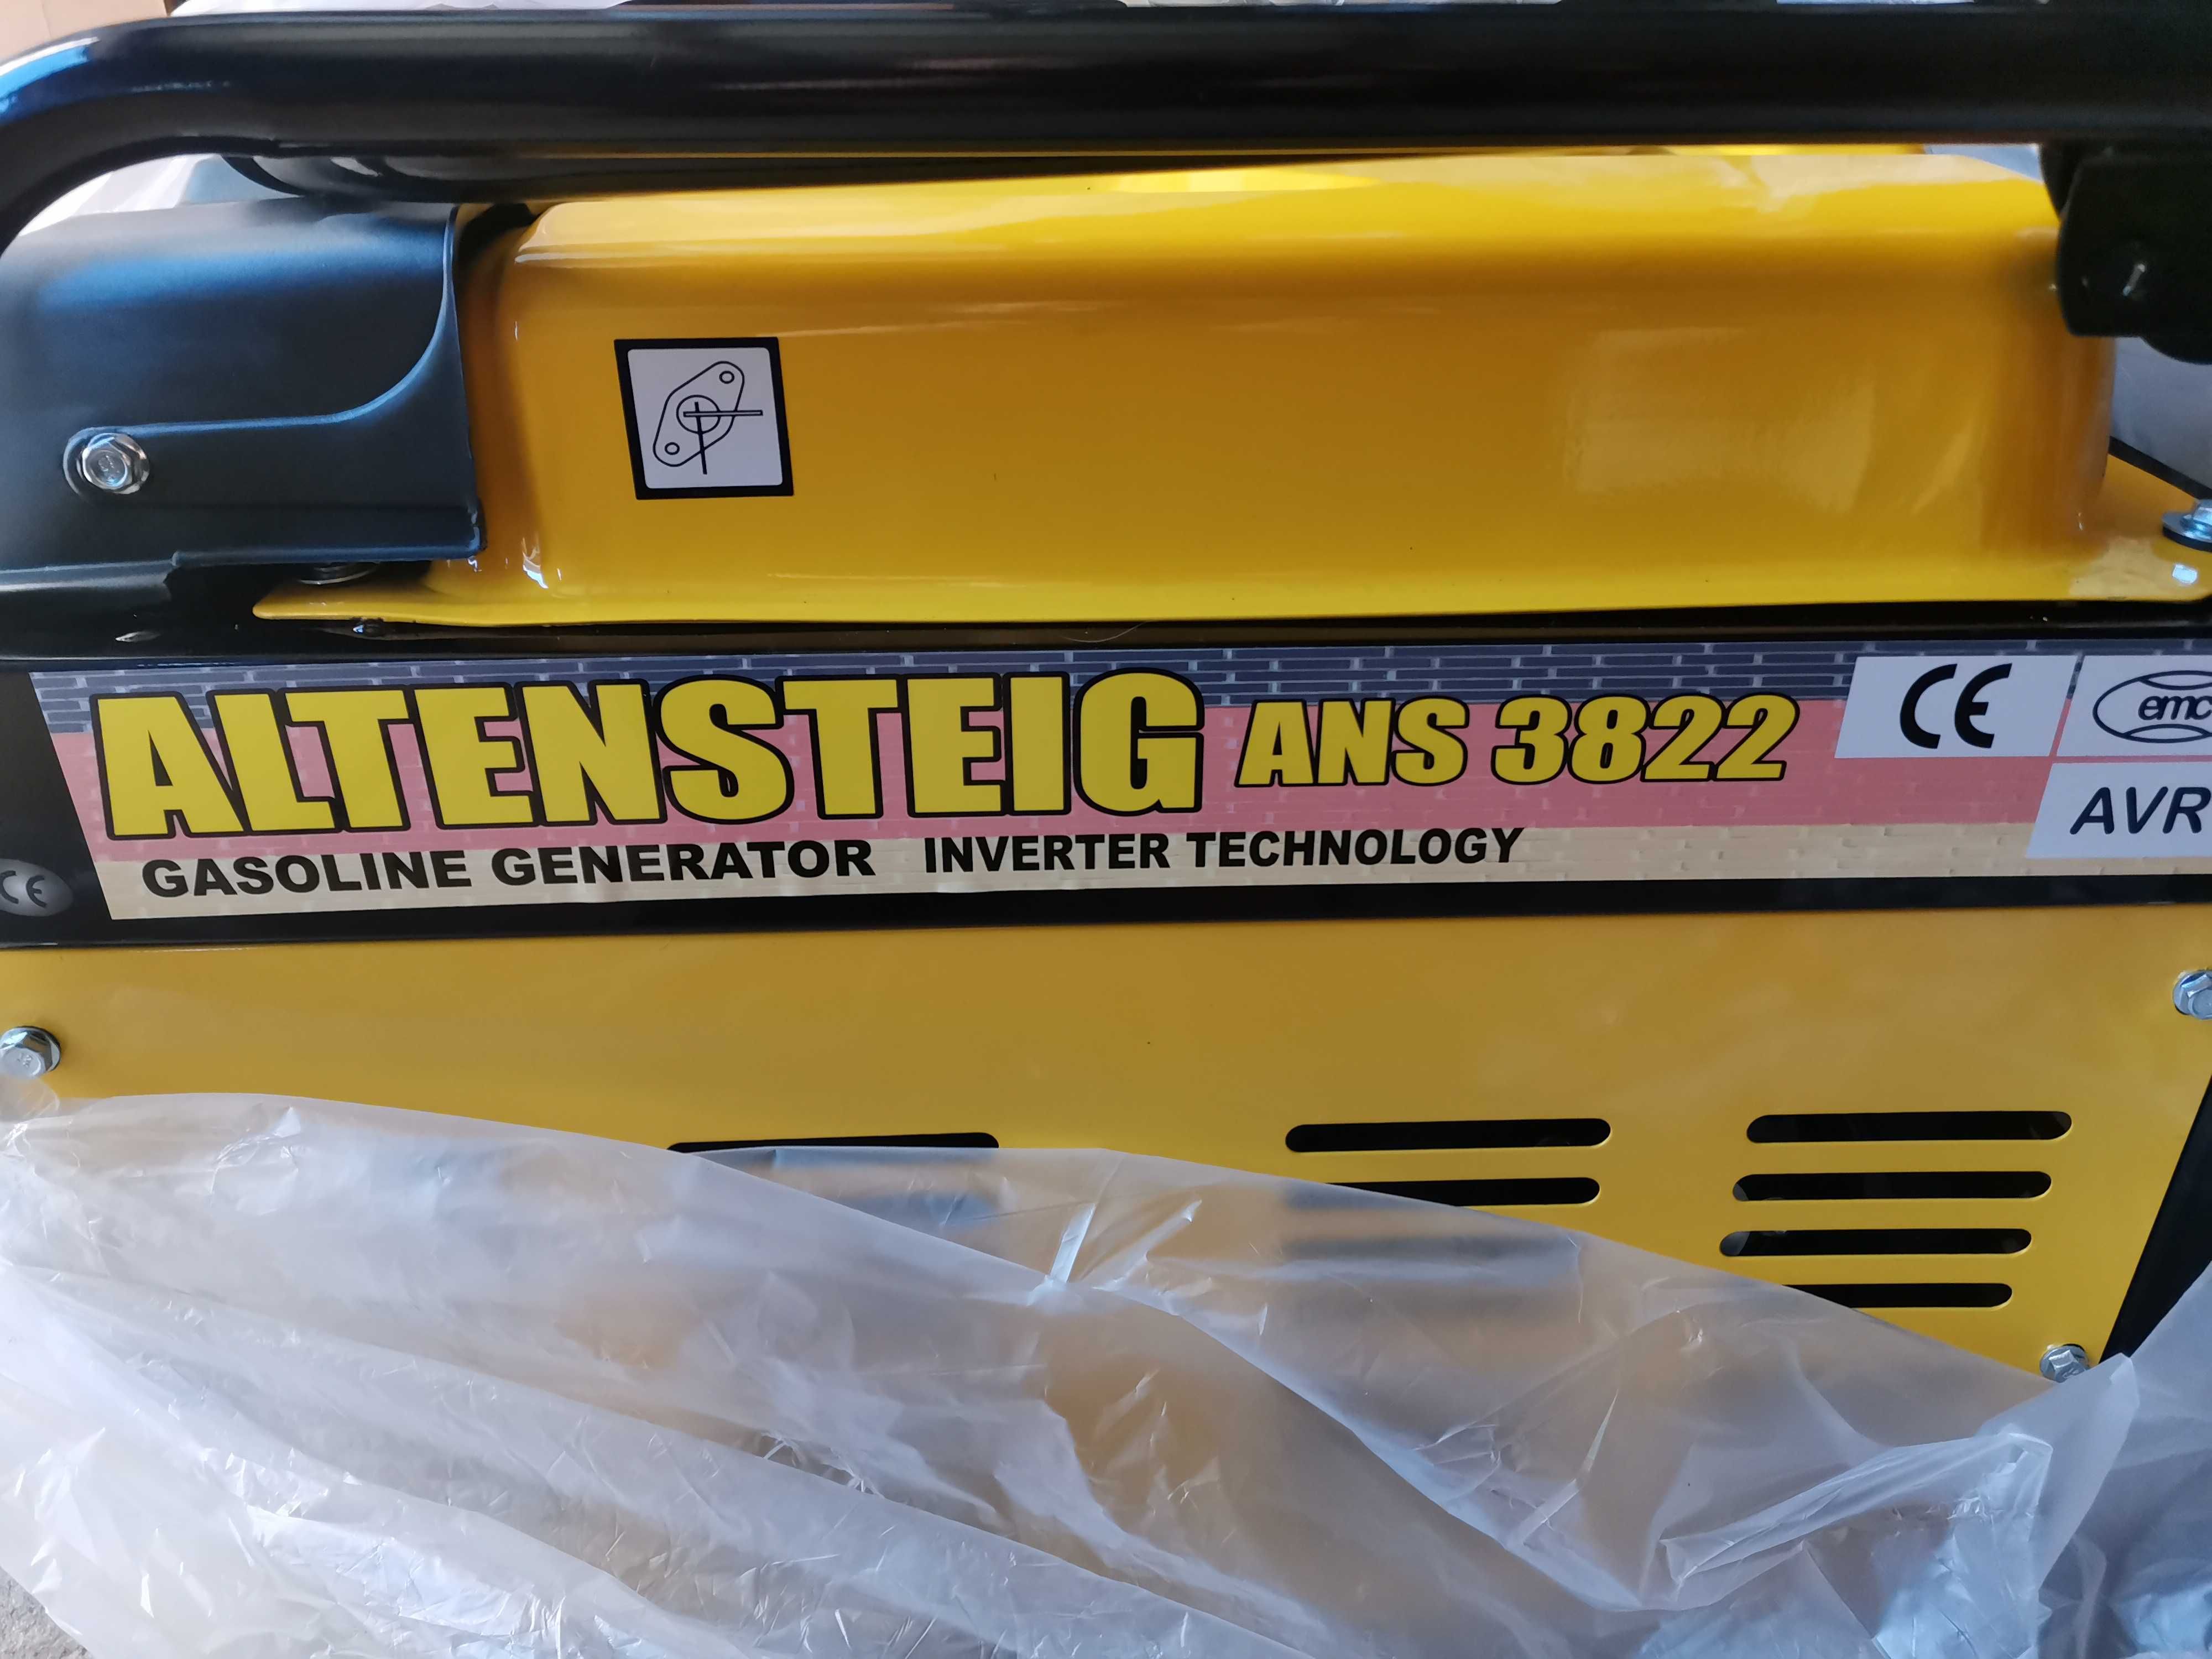 ALTENSTEIG ANS 3822
CE
emc
AVR
GASOLINE GENERATOR INVERTER TECHNOLOGY
CE